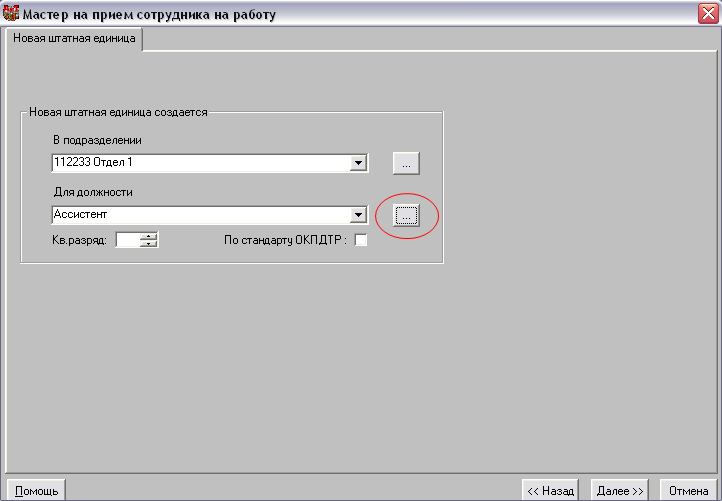 Мастер на прием сотрудника на работу
Новая штатная единица
Новая штатная единица создается
В подразделении
112233 Отдел 1
...
Для должности
Ассистент
...
Кв.разряд:
По стандарту ОКПДТР :
Помощь
<< Назад
Далее >>
Отмена